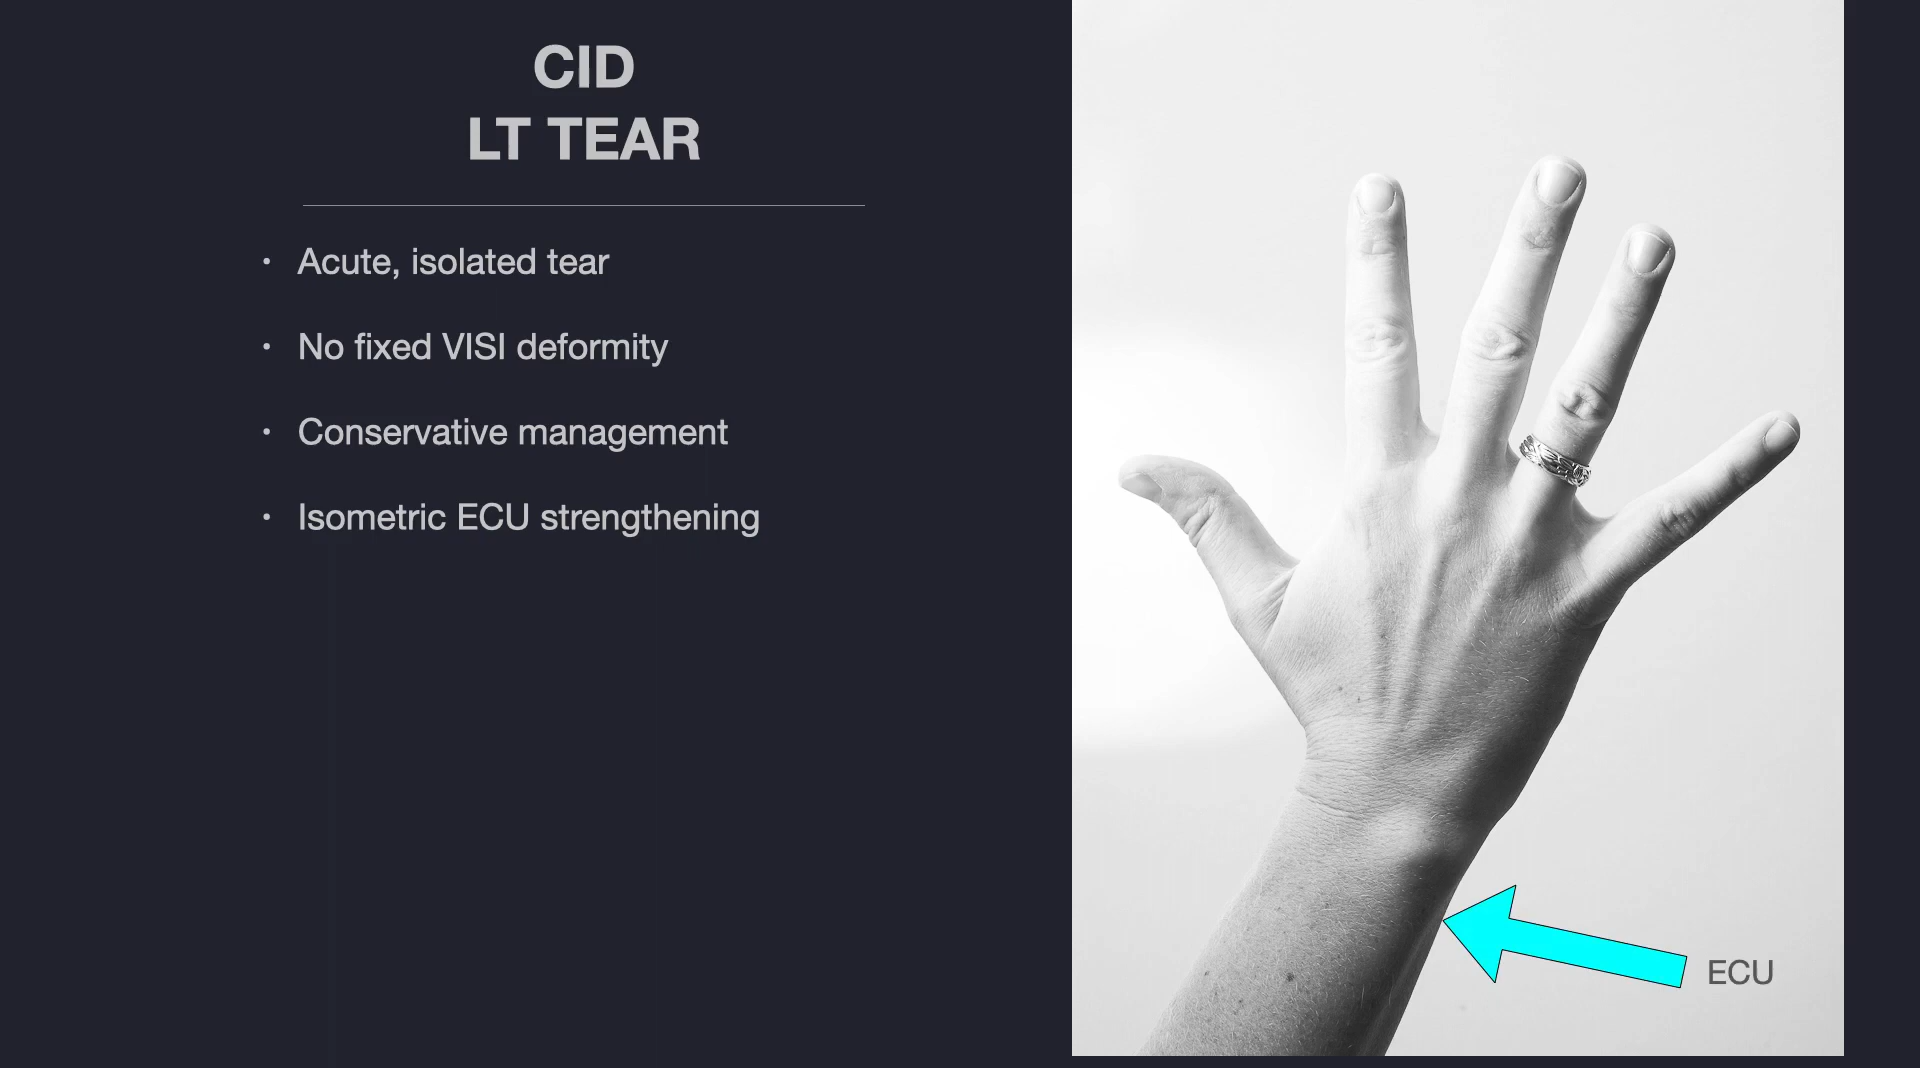 CID
LT TEAR
• Acute, isolated tear
• No fixed VISI deformity
• Conservative management
• Isometric ECU strengthening
ECU